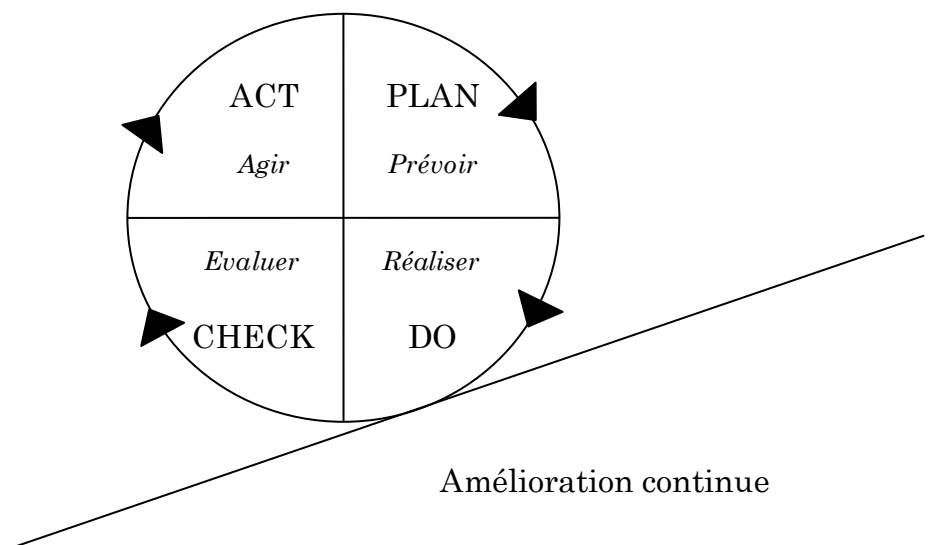 ACT
PLAN
Agir
Prévoir
Evaluer
Réaliser
CHECK
DO
Amélioration continue